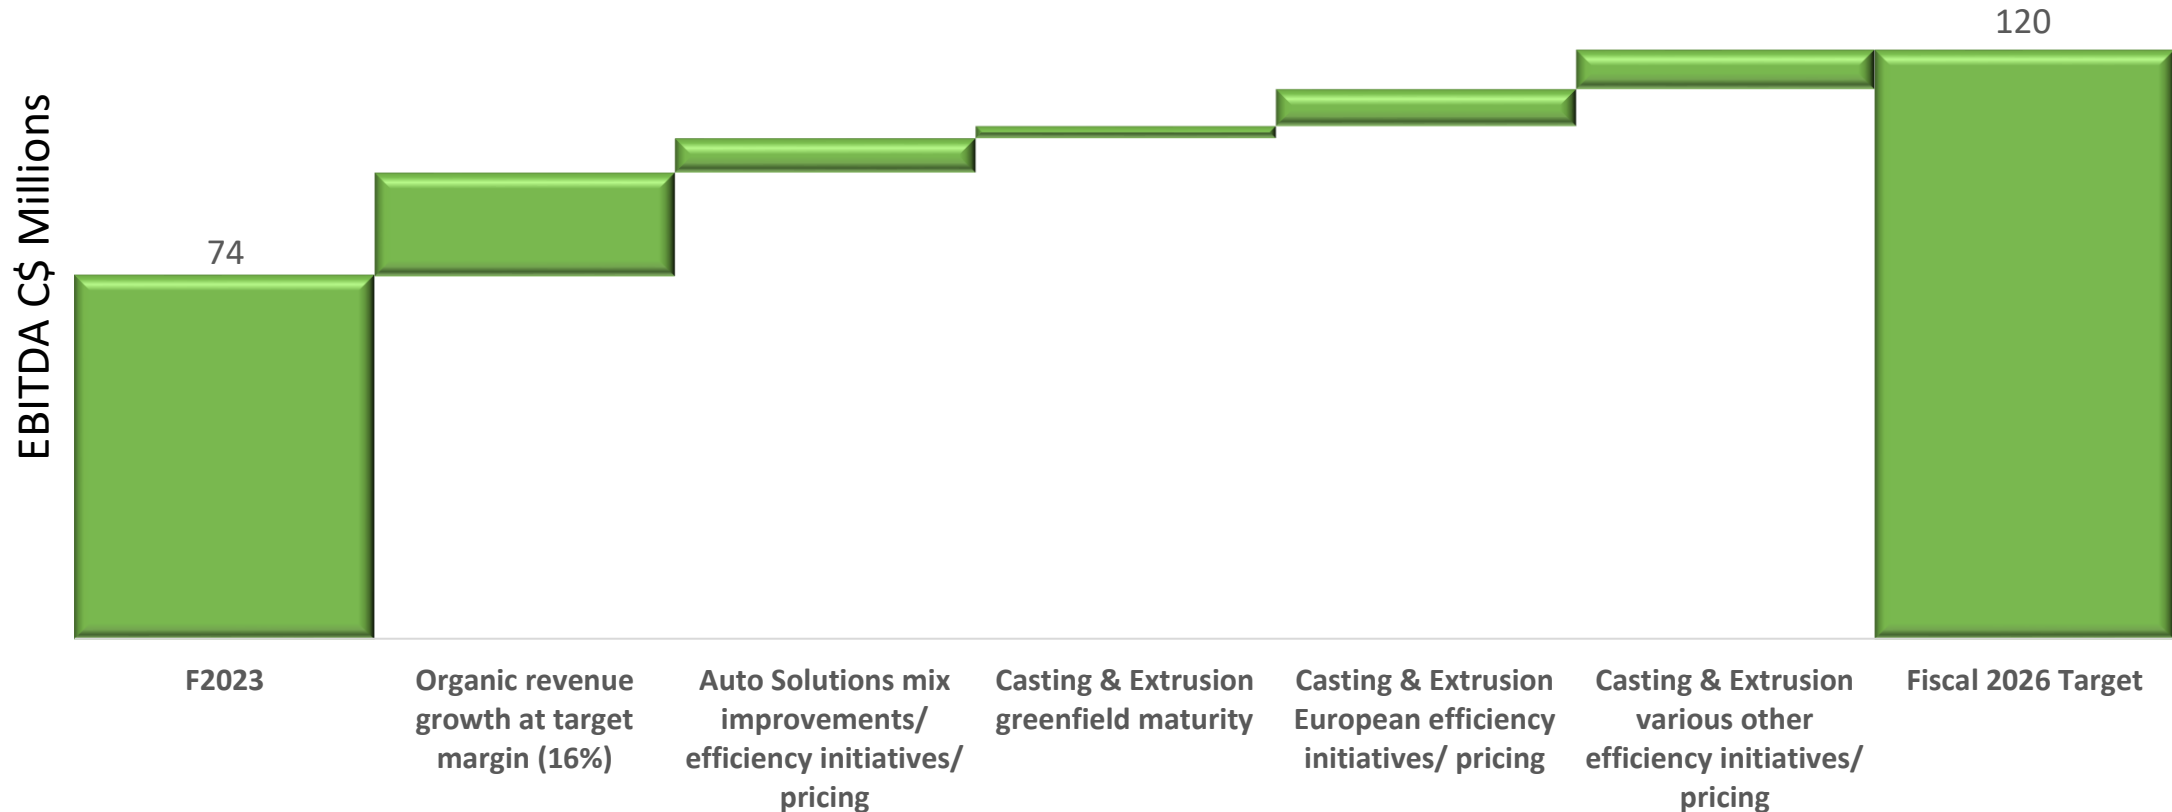 120
74
EBITDA C$ Millions
F2023
Organic revenue
growth at target
margin (16%)
Auto Solutions mix
improvements/
efficiency initiatives/
pricing
Casting & Extrusion
greenfield maturity
Casting & Extrusion
European efficiency
initiatives/ pricing
Casting & Extrusion
various other
efficiency initiatives/
pricing
Fiscal 2026 Target